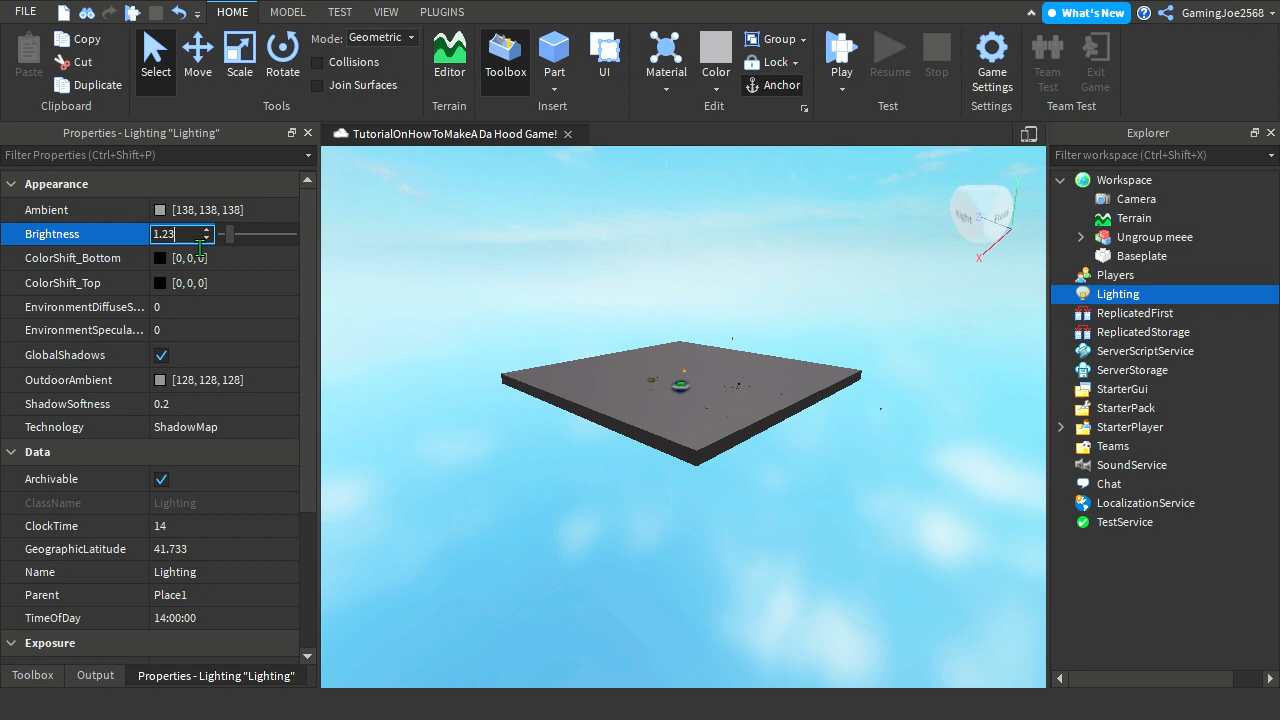 FILE HOME MODEL TEST VIEW PLUGINS What's New GamingJoe2568
Paste Copy Cut Duplicate Clipboard
Select Move Scale Rotate Mode: Geometric Collisions Join Surfaces Tools
Editor Terrain
Toolbox Part UI Insert
Material Color Group Lock Anchor Edit
Play Resume Stop Test
Game Settings Settings
Team Test Exit Game Team Test
Properties - Lighting "Lighting"
Filter Properties (Ctrl+Shift+P)
Appearance
Ambient [138, 138, 138]
Brightness 1.23
ColorShift_Bottom [0, 0, 0]
ColorShift_Top [0, 0, 0]
EnvironmentDiffuseS... 0
EnvironmentSpecula... 0
GlobalShadows
OutdoorAmbient [128, 128, 128]
ShadowSoftness 0.2
Technology ShadowMap
Data
Archivable
ClassName Lighting
ClockTime 14
GeographicLatitude 41.733
Name Lighting
Parent Place1
TimeOfDay 14:00:00
Exposure
Toolbox Output Properties - Lighting "Lighting"
TutorialOnHowToMakeADa Hood Game!
Right Front
Z
Y
X
Explorer
Filter workspace (Ctrl+Shift+X)
Workspace
Camera
Terrain
Ungroup meee
Baseplate
Players
Lighting
ReplicatedFirst
ReplicatedStorage
ServerScriptService
ServerStorage
StarterGui
StarterPack
StarterPlayer
Teams
SoundService
Chat
LocalizationService
TestService